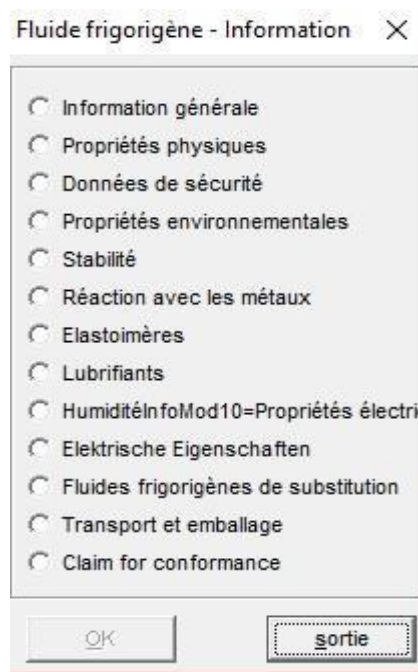 Fluide frigorigène - Information
Information générale
Propriétés physiques
Données de sécurité
Propriétés environnementales
Stabilité
Réaction avec les métaux
Elastoimères
Lubrifiants
HumiditéInfoMod10=Propriétés électri
Elektrische Eigenschaften
Fluides frigorigènes de substitution
Transport et emballage
Claim for conformance
OK
sortie